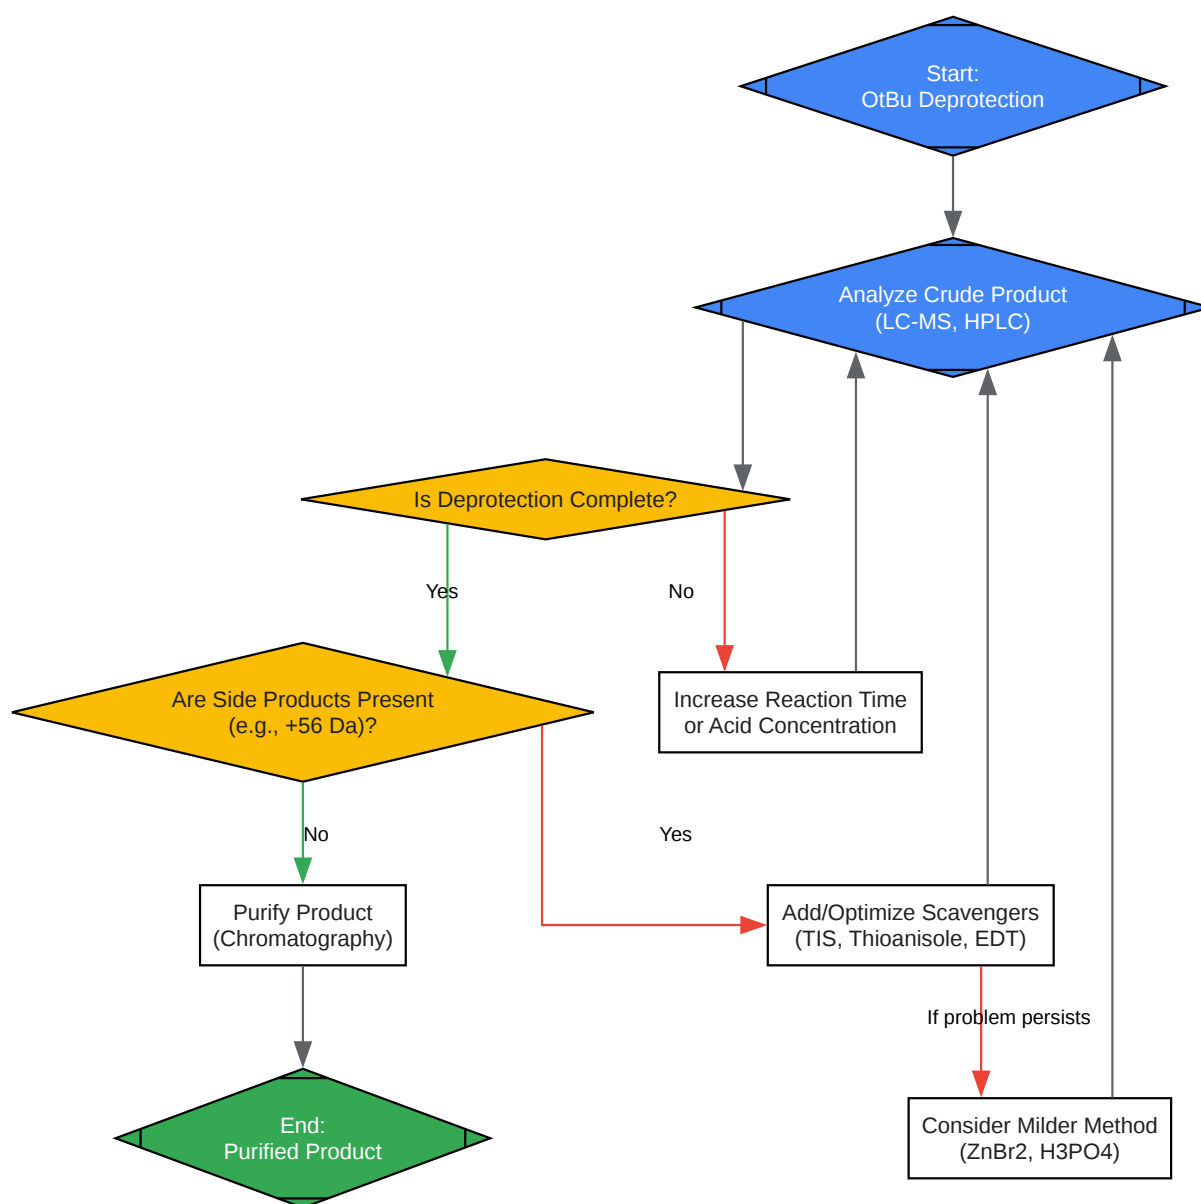 Start:
OtBu Deprotection
Analyze Crude Product
(LC-MS, HPLC)
Is Deprotection Complete?
Yes
No
Are Side Products Present
(e.g., +56 Da)?
Increase Reaction Time
or Acid Concentration
No
Yes
Purify Product
(Chromatography)
Add/Optimize Scavengers
(TIS, Thioanisole, EDT)
If problem persists
End:
Purified Product
Consider Milder Method
(ZnBr2, H3PO4)